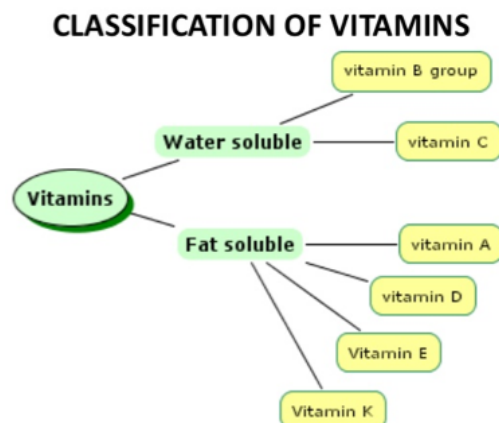 CLASSIFICATION OF VITAMINS
vitamin B group
Water soluble
vitamin C
Vitamins
Fat soluble
vitamin A
vitamin D
Vitamin E
Vitamin K